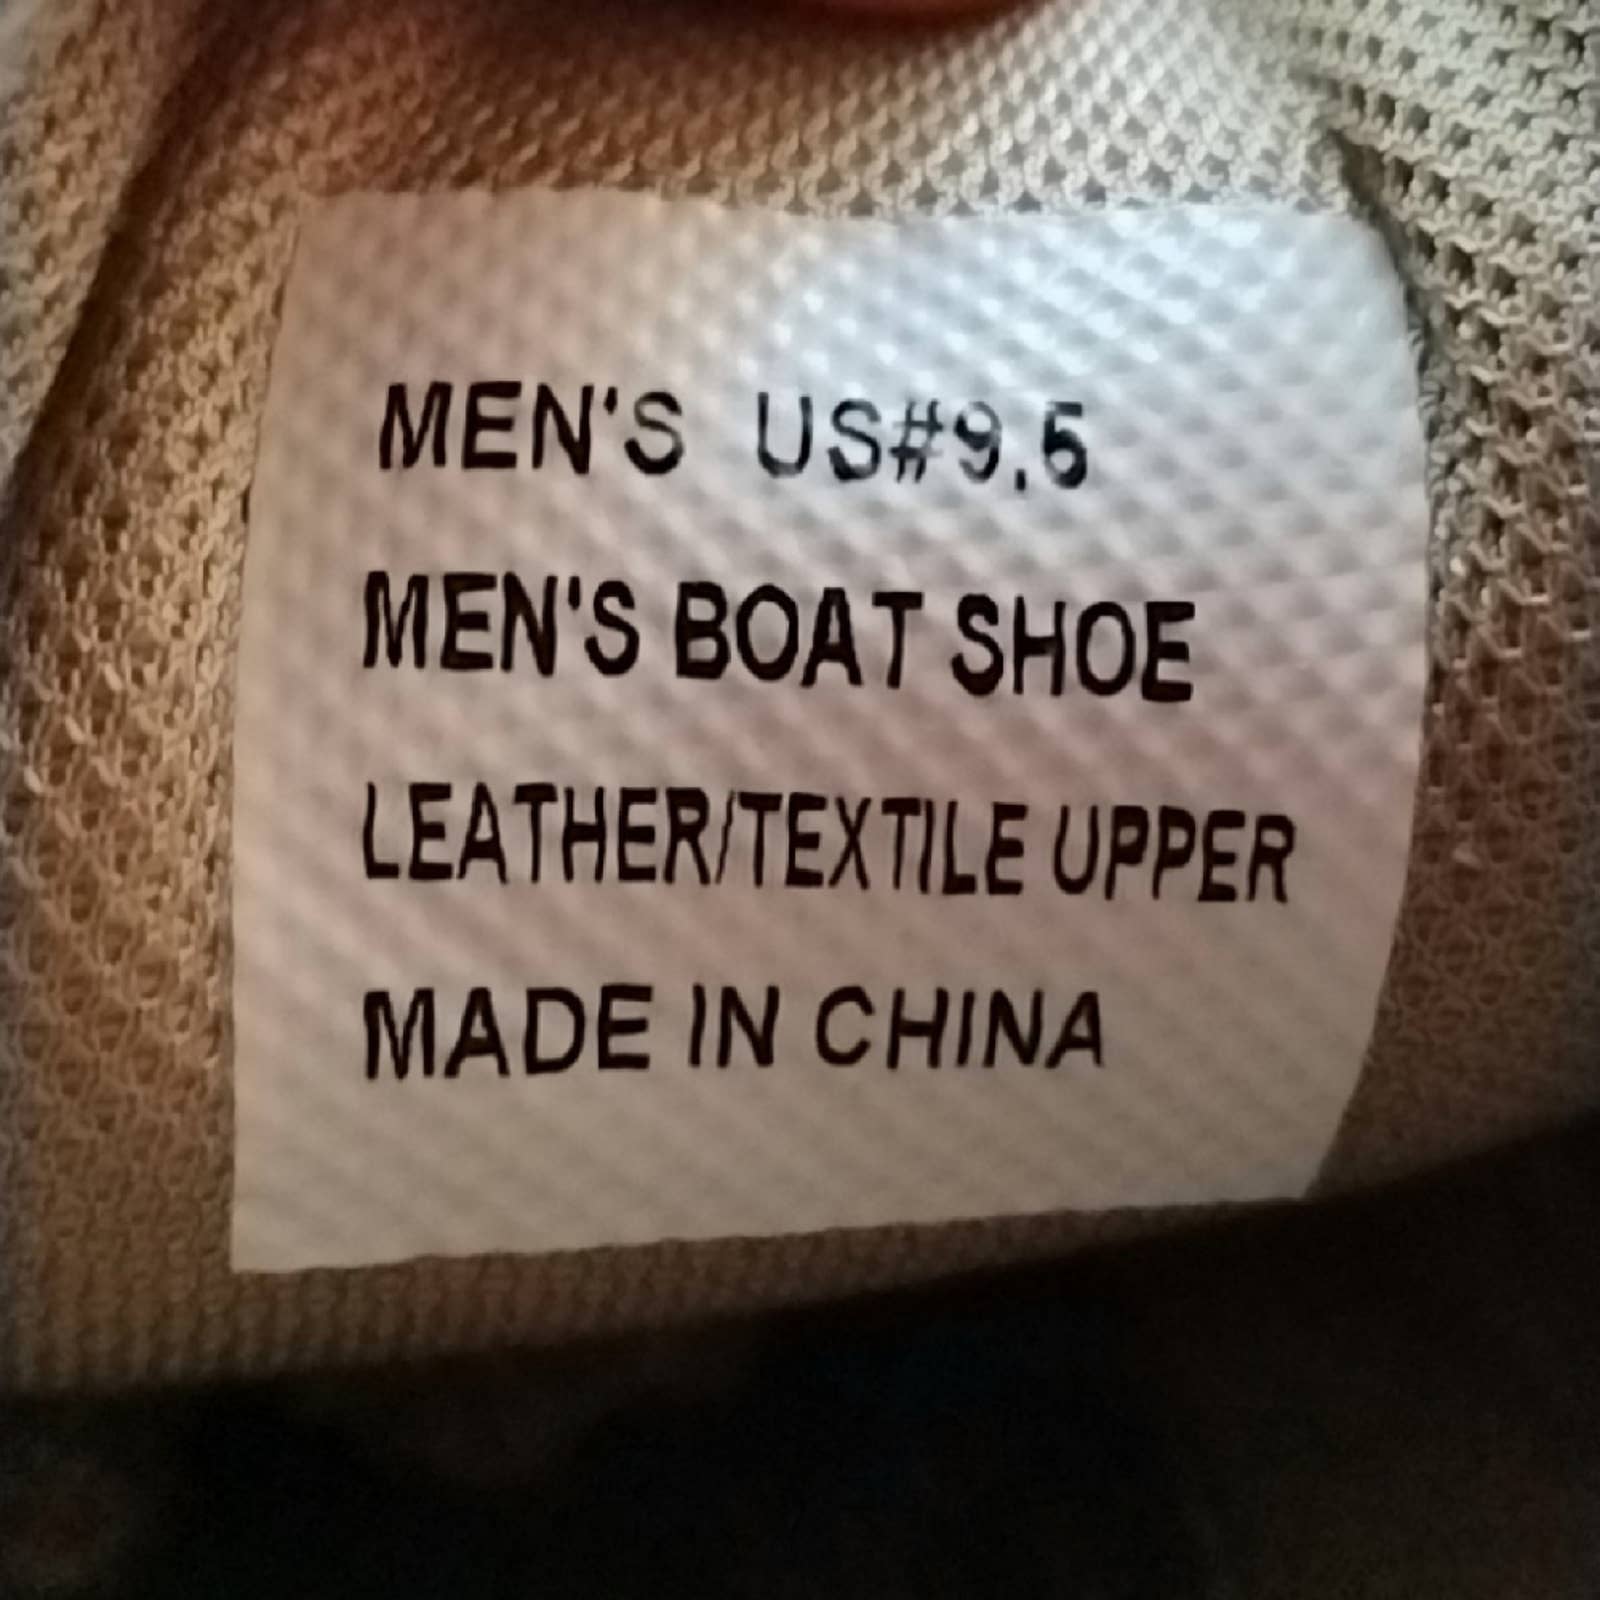 MEN'S US#9.5
MEN'S BOAT SHOE
LEATHER/TEXTILE UPPER
MADE IN CHINA